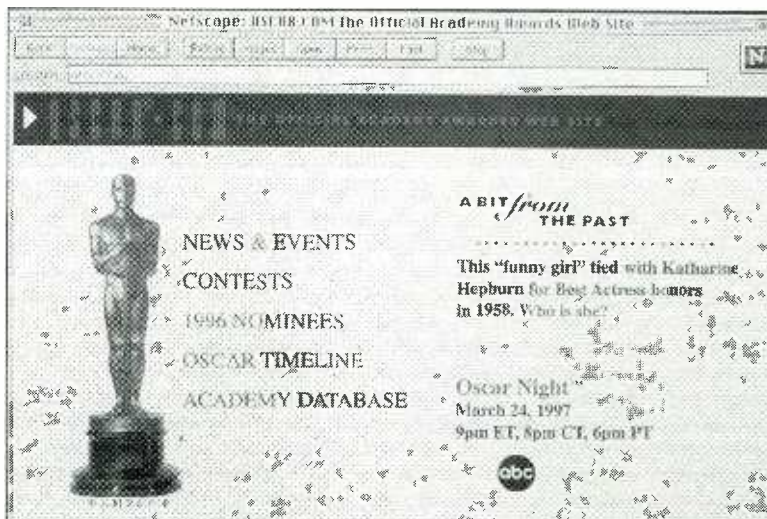 Netscape: OSCAR.COM The Official Academy Awards Web Site
NEWS & EVENTS
CONTESTS
1996 NOMINEES
OSCAR TIMELINE
ACADEMY DATABASE
A BIT from
THE PAST
This “funny girl” tied with Katharine
Hepburn for Best Actress honors
in 1958. Who is she?
Oscar Night
March 24, 1997
9pm ET, 8pm CT, 6pm PT
abc